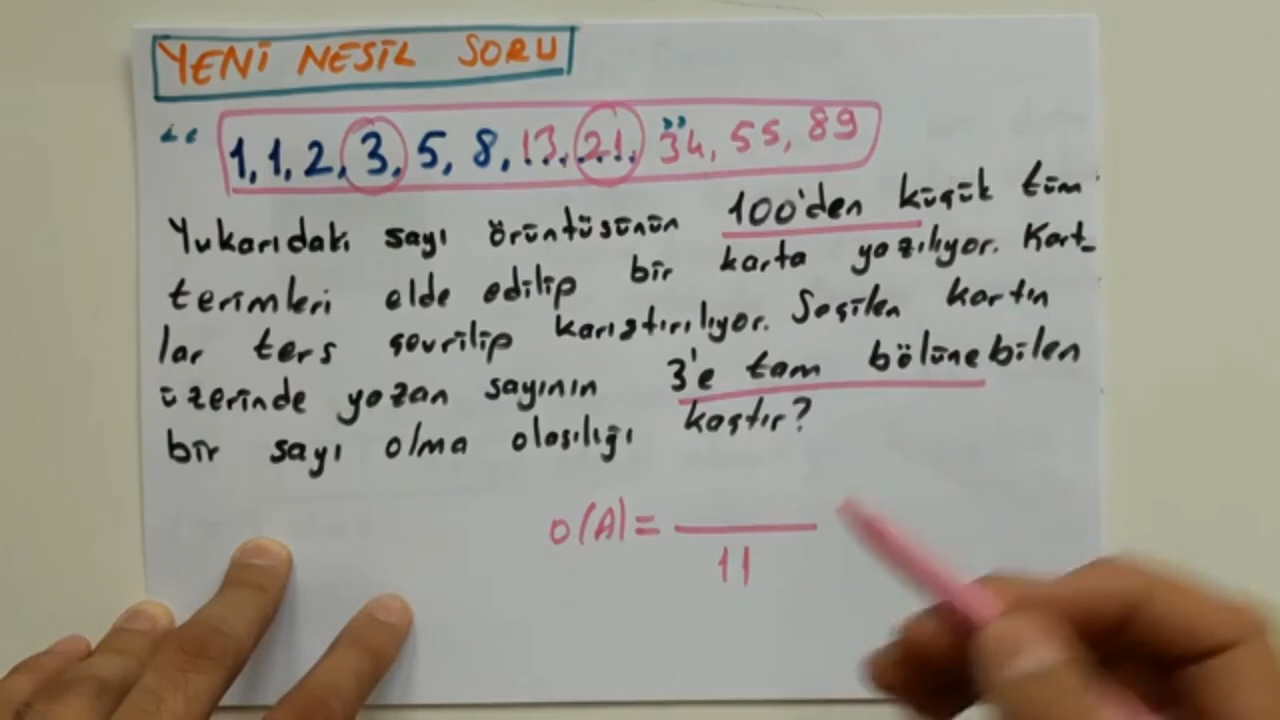 YENİ NESİL SORU
“ 1, 1, 2, 3, 5, 8, 13, 21, 34, 55, 89 ”
Yukarıdaki sayı örüntüsünün 100'den küçük tüm
terimleri elde edilip bir karta yazılıyor. Kart-
lar ters çevrilip karıştırılıyor. Seçilen kartın
üzerinde yazan sayının 3'e tam bölünebilen
bir sayı olma olasılığı kaçtır?
O(A) = ―
11